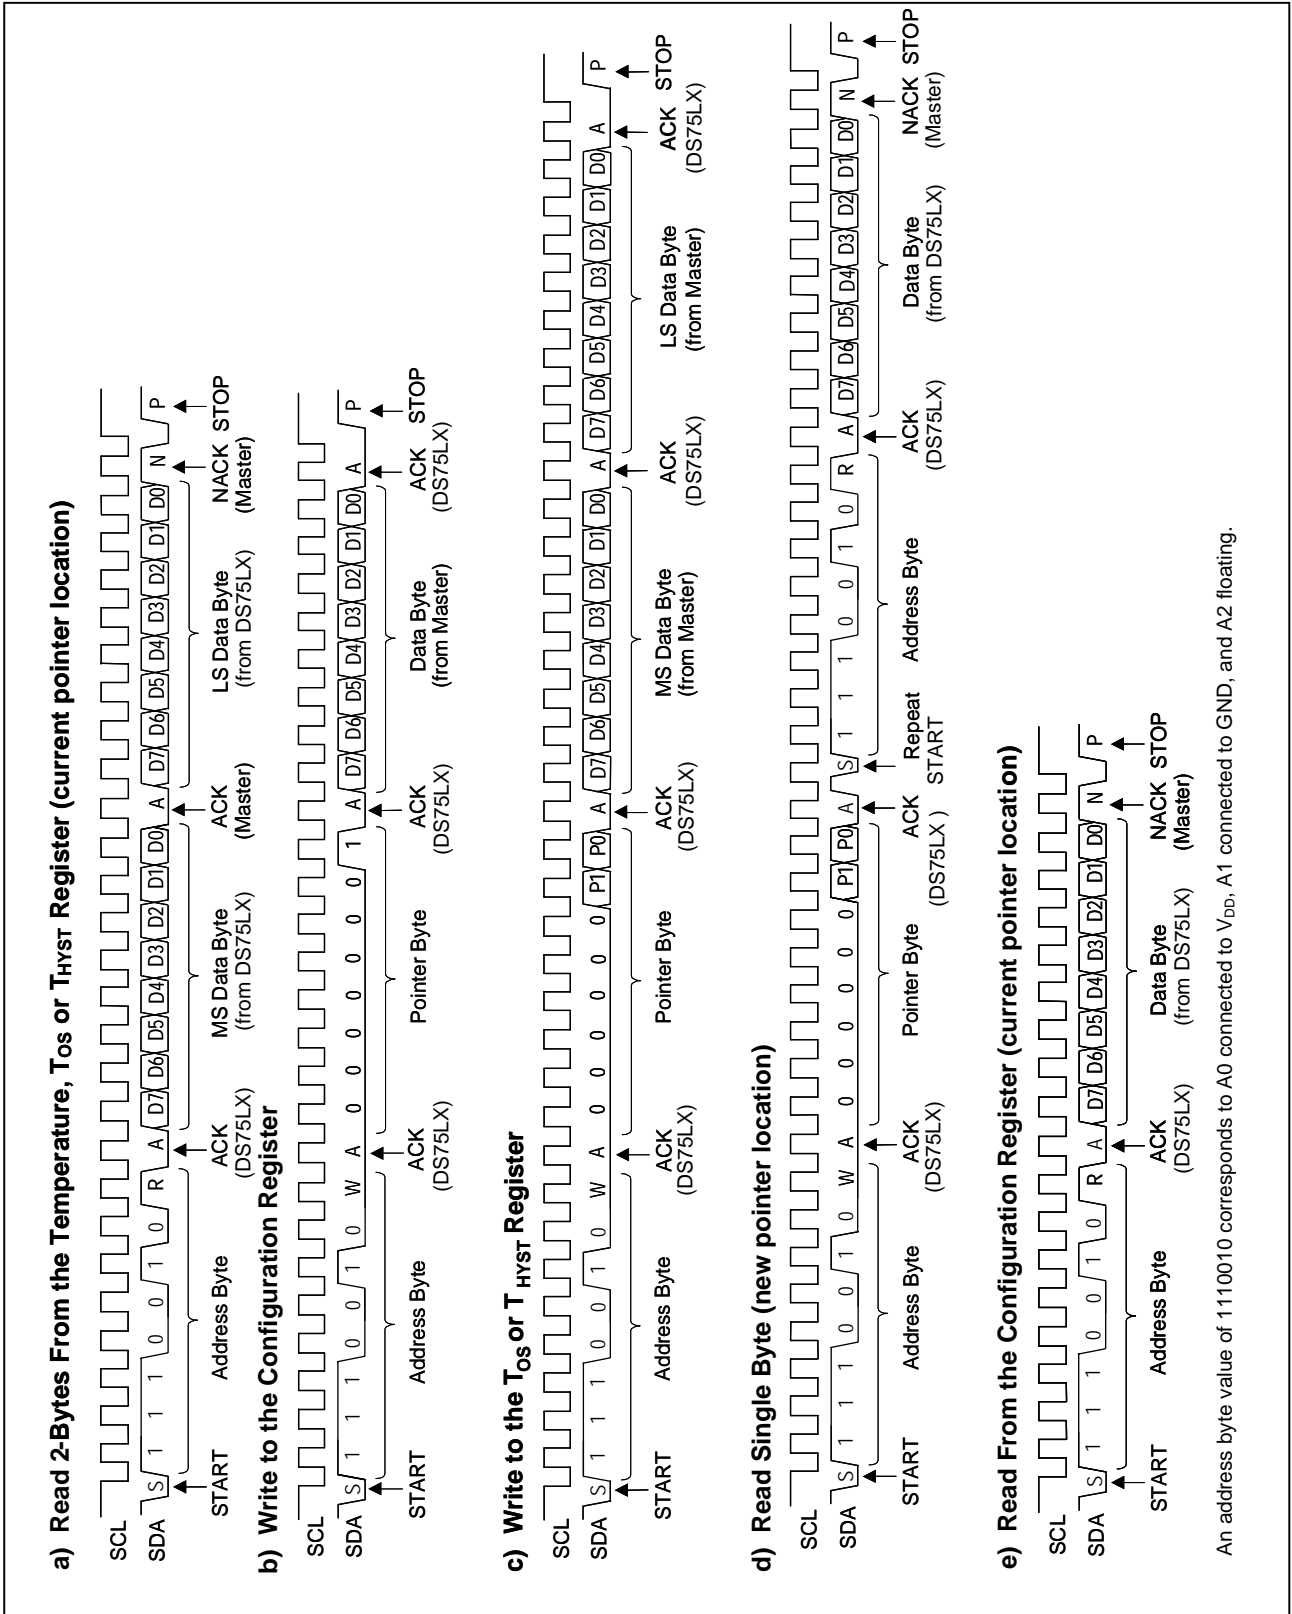 a) Read 2-Bytes From the Temperature, TOS or THYST Register (current pointer location)
SCL
SDA
S 1 1 1 0 0 1 0 R A D7 D6 D5 D4 D3 D2 D1 D0 A D7 D6 D5 D4 D3 D2 D1 D0 N P
START Address Byte ACK MS Data Byte ACK LS Data Byte NACK STOP
(DS75LX) (from DS75LX) (Master) (from DS75LX) (Master)
b) Write to the Configuration Register
SCL
SDA
S 1 1 1 0 0 1 0 W A 0 0 0 0 0 0 0 1 A D7 D6 D5 D4 D3 D2 D1 D0 A P
START Address Byte ACK Pointer Byte ACK Data Byte ACK STOP
(DS75LX) (DS75LX) (from Master) (DS75LX)
c) Write to the TOS or T HYST Register
SCL
SDA
S 1 1 1 0 0 1 0 W A 0 0 0 0 0 0 P1 P0 A D7 D6 D5 D4 D3 D2 D1 D0 A D7 D6 D5 D4 D3 D2 D1 D0 A P
START Address Byte ACK Pointer Byte ACK MS Data Byte ACK LS Data Byte ACK STOP
(DS75LX) (DS75LX) (from Master) (DS75LX) (from Master) (DS75LX)
d) Read Single Byte (new pointer location)
SCL
SDA
S 1 1 1 0 0 1 0 W A 0 0 0 0 0 0 P1 P0 A S 1 1 1 0 0 1 0 R A D7 D6 D5 D4 D3 D2 D1 D0 N P
START Address Byte ACK Pointer Byte ACK Repeat Address Byte ACK Data Byte NACK STOP
(DS75LX) (DS75LX ) START (DS75LX) (from DS75LX) (Master)
e) Read From the Configuration Register (current pointer location)
SCL
SDA
S 1 1 1 0 0 1 0 R A D7 D6 D5 D4 D3 D2 D1 D0 N P
START Address Byte ACK Data Byte NACK STOP
(DS75LX) (from DS75LX) (Master)
An address byte value of 1110010 corresponds to A0 connected to VDD, A1 connected to GND, and A2 floating.